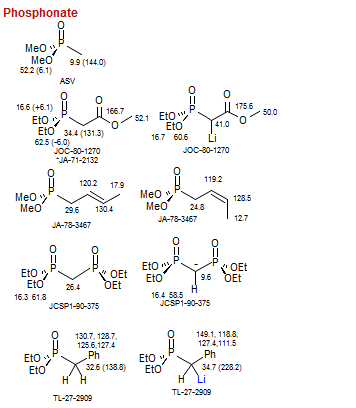 Phosphonate
O
MeO P
MeO
52.2 (6.1) 9.9 (144.0)
ASV
O O
16.6 (+6.1) P 166.7
EtO O 52.1
EtO 34.4 (131.3)
62.5 (-6.0)
JOC-80-1270
*JA-71-2132
O O
P 175.6
EtO O 50.0
EtO 41.0
16.7 60.6 Li
JOC-80-1270
O 120.2 17.9
MeO P
MeO 29.6 130.4
JA-78-3467
O 119.2
MeO P 128.5
MeO 24.8 12.7
JA-78-3467
O O
EtO P P OEt
EtO 26.4 OEt
16.3 61.8
JCSP1-90-375
O O
EtO P − P OEt
EtO 9.6 OEt
16.4 58.5 H
JCSP1-90-375
O 130.7, 128.7,
125.6,127.4
EtO P Ph
EtO 32.6 (138.8)
H H
TL-27-2909
O 149.1, 118.8,
127.4,111.5
EtO P Ph
EtO 34.7 (228.2)
H Li
TL-27-2909